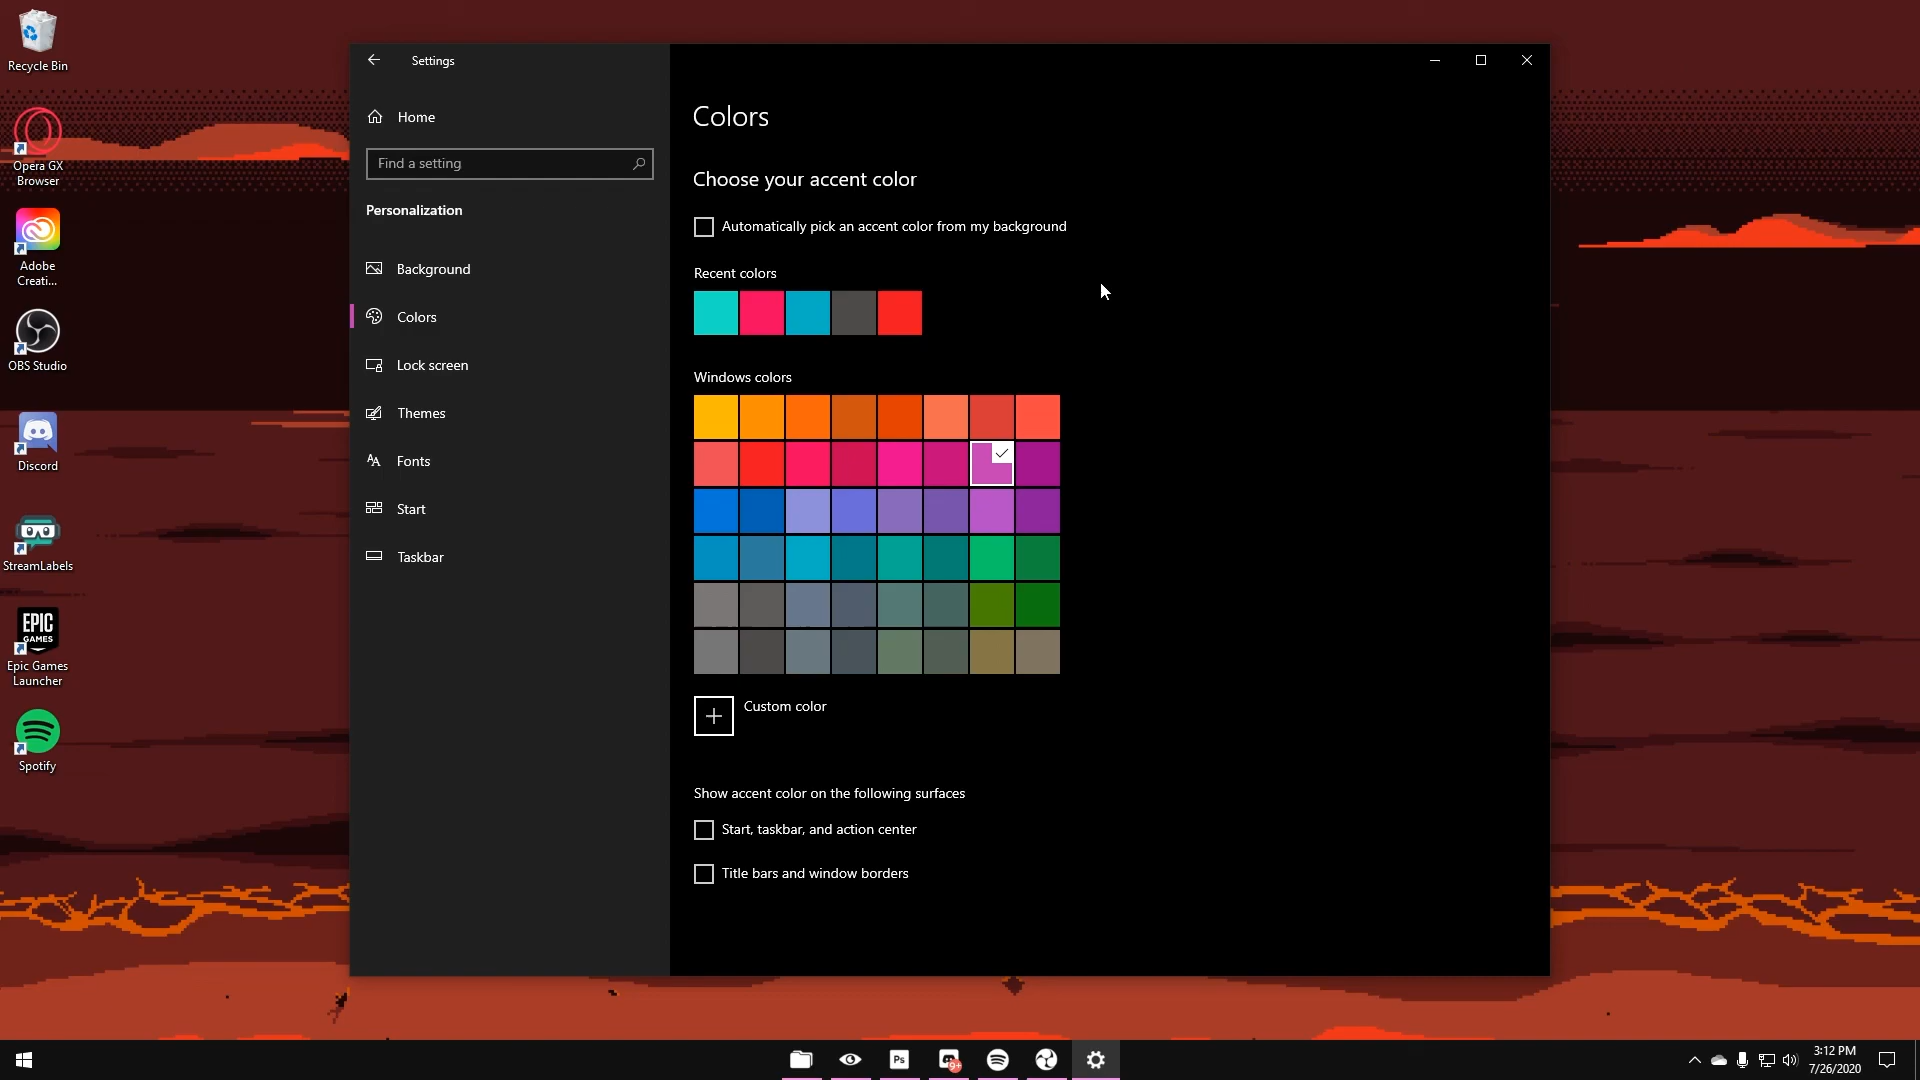 Recycle Bin
Opera GX
Browser
Adobe
Creati...
OBS Studio
Discord
StreamLabels
EPIC
GAMES
Epic Games
Launcher
Spotify
Settings
Home
Find a setting
Personalization
Background
Colors
Lock screen
Themes
Fonts
Start
Taskbar
Colors
Choose your accent color
Automatically pick an accent color from my background
Recent colors
Windows colors
Custom color
Show accent color on the following surfaces
Start, taskbar, and action center
Title bars and window borders
Ps
9+
3:12 PM
7/26/2020